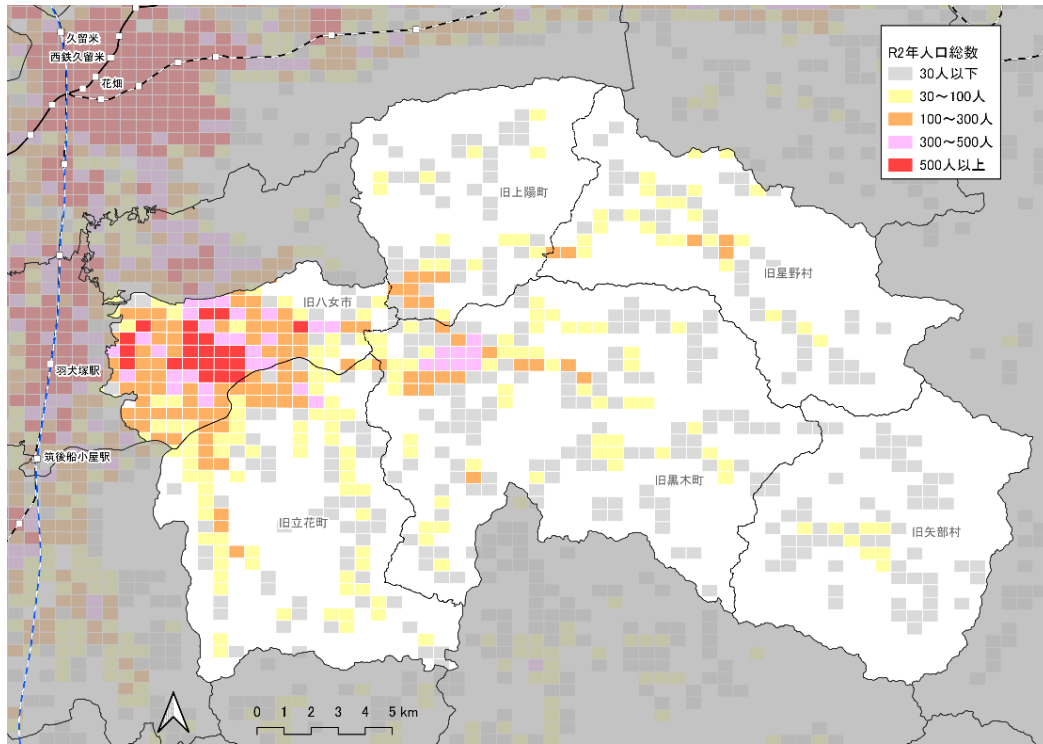 久留米
西鉄久留米
花畑
R2年人口総数
30人以下
30～100人
100～300人
300～500人
500人以上
旧上陽町
旧星野村
旧八女市
羽犬塚駅
筑後船小屋駅
旧黒木町
旧立花町
旧矢部村
0 1 2 3 4 5 km